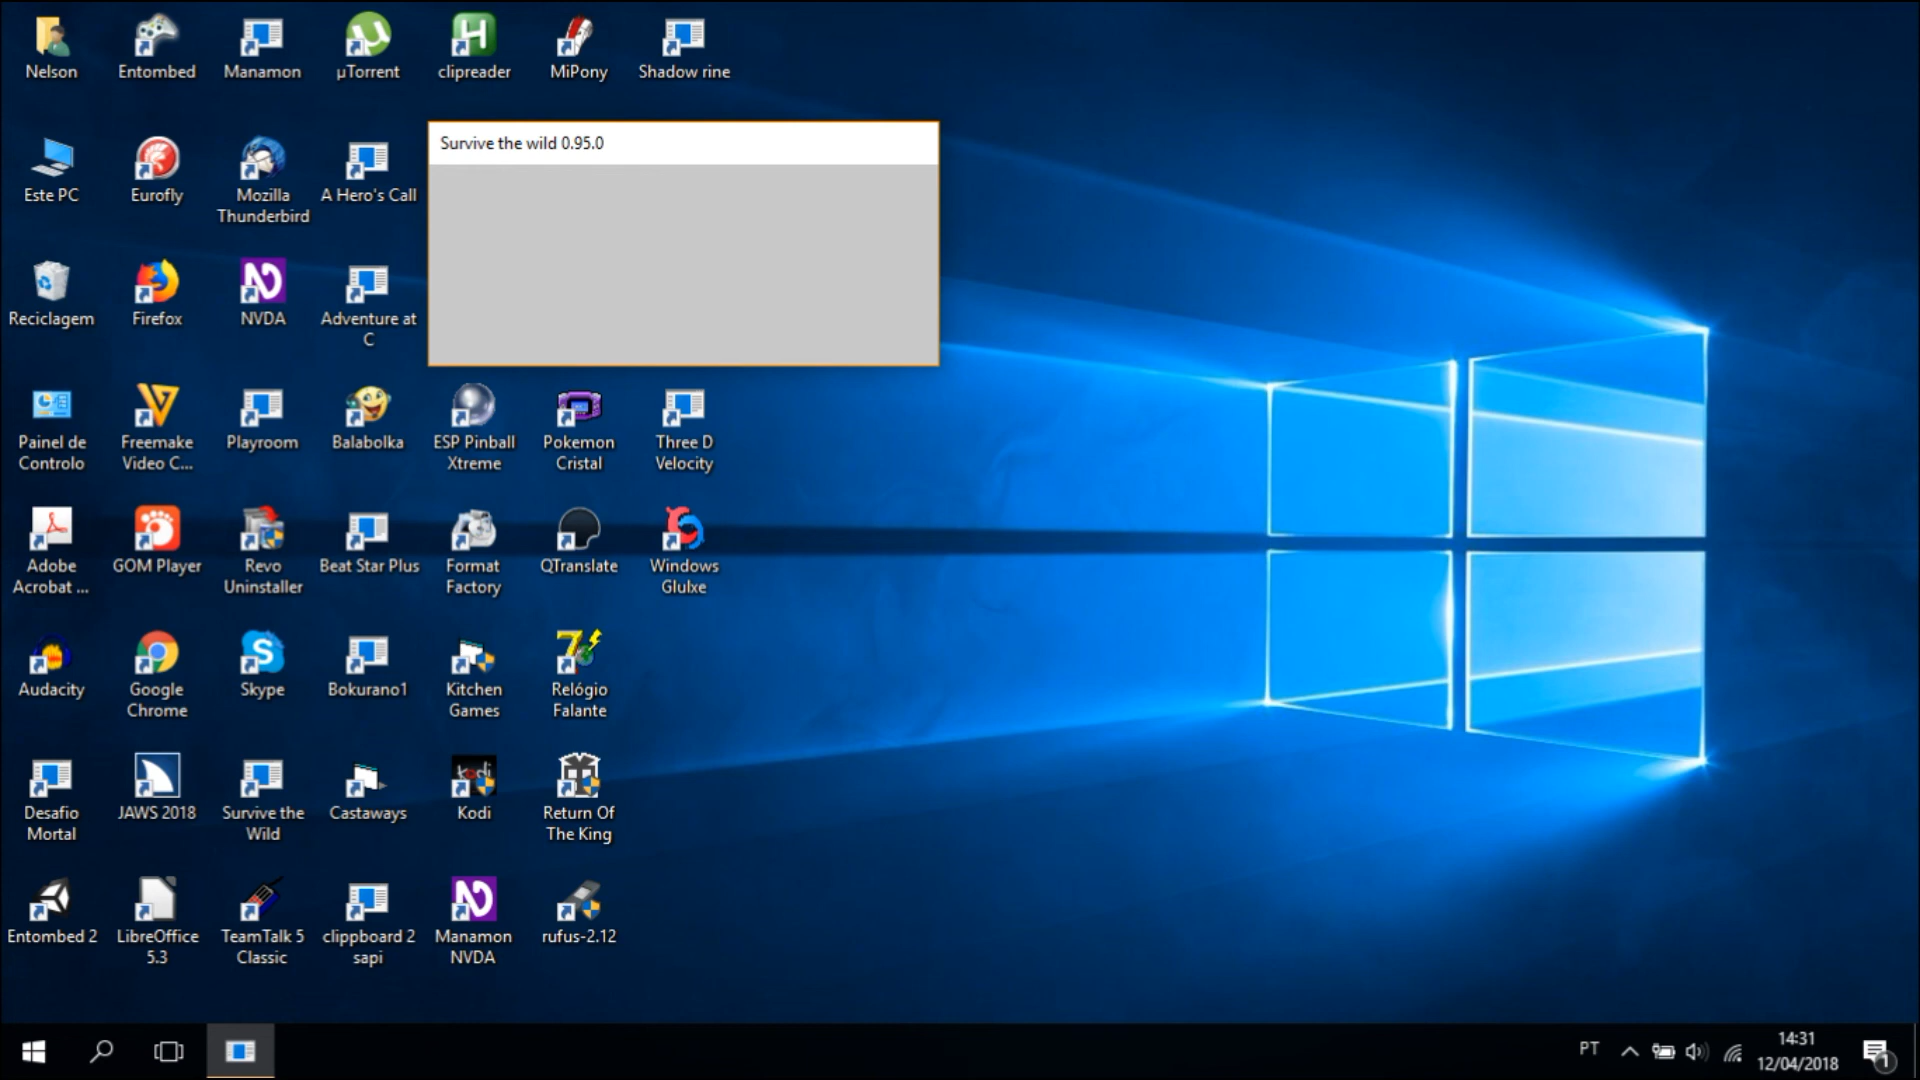 Nelson
Entombed
Manamon
µTorrent
clipreader
MiPony
Shadow rine
Survive the wild 0.95.0
Este PC
Eurofly
Mozilla
Thunderbird
A Hero's Call
Reciclagem
Firefox
NVDA
Adventure at
C
Painel de
Controlo
Freemake
Video C...
Playroom
Balabolka
ESP Pinball
Xtreme
Pokemon
Cristal
Three D
Velocity
Adobe
Acrobat ...
GOM Player
Revo
Uninstaller
Beat Star Plus
Format
Factory
QTranslate
Windows
Glulxe
Audacity
Google
Chrome
Skype
Bokurano1
Kitchen
Games
Relógio
Falante
Desafio
Mortal
JAWS 2018
Survive the
Wild
Castaways
Kodi
Return Of
The King
Entombed 2
LibreOffice
5.3
TeamTalk 5
Classic
clippboard 2
sapi
Manamon
NVDA
rufus-2.12
PT
14:31
12/04/2018
1